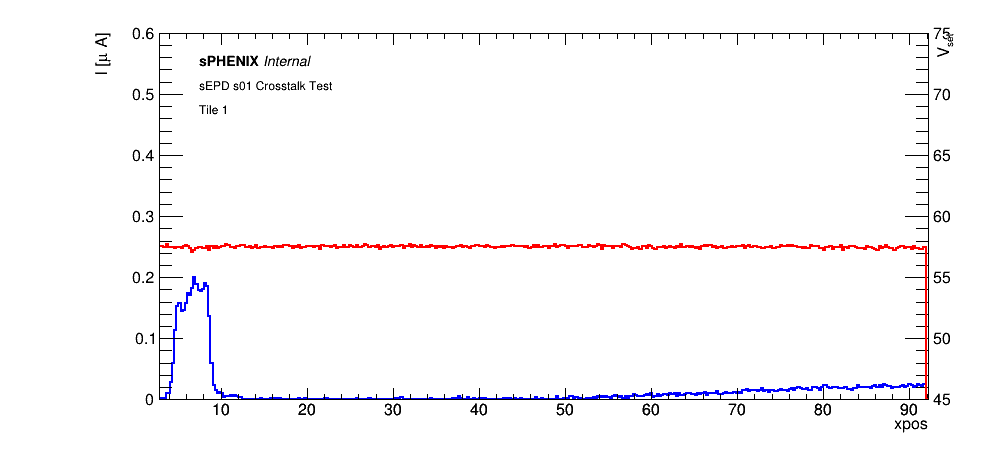 I [μ A]
0.6
0.5
0.4
0.3
0.2
0.1
0
sPHENIX Internal
sEPD s01 Crosstalk Test
Tile 1
75
70
65
60
55
50
45
V_set
10 20 30 40 50 60 70 80 90
xpos